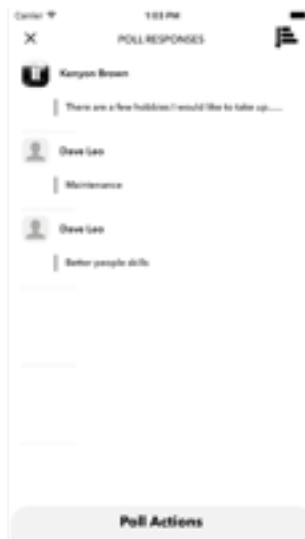 Carrier 1:03 PM
POLL RESPONSES
Kenyon Brown
There are a few hobbies I would like to take up......
Dave Leo
Maintenance
Dave Leo
Better people skills
Poll Actions